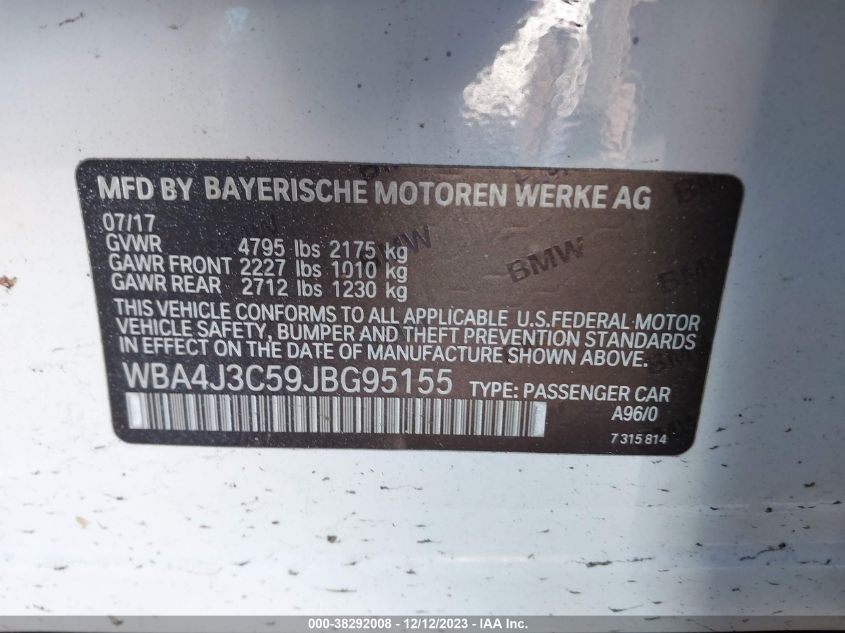 MFD BY BAYERISCHE MOTOREN WERKE AG
07/17
GVWR 4795 lbs 2175 kg
GAWR FRONT 2227 lbs 1010 kg
GAWR REAR 2712 lbs 1230 kg
THIS VEHICLE CONFORMS TO ALL APPLICABLE U.S.FEDERAL MOTOR
VEHICLE SAFETY, BUMPER AND THEFT PREVENTION STANDARDS
IN EFFECT ON THE DATE OF MANUFACTURE SHOWN ABOVE.
WBA4J3C59JBG95155 TYPE: PASSENGER CAR
A96/0
7 315 814
BMW
BMW
000-38292008 - 12/12/2023 - IAA Inc.